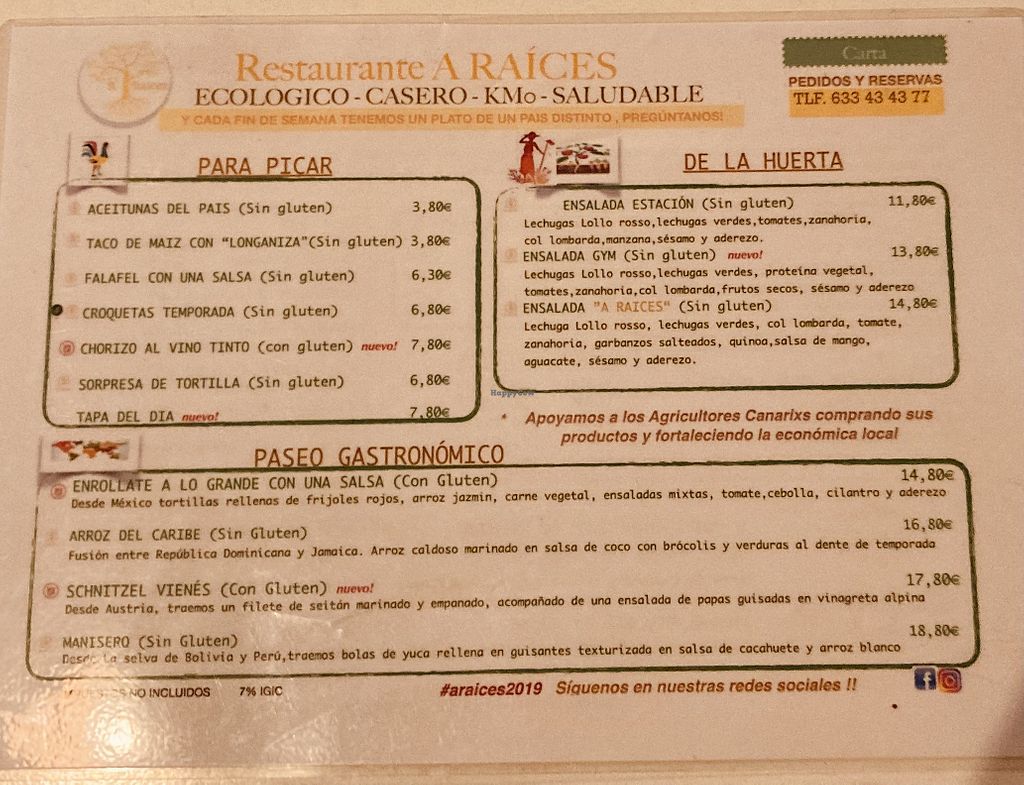 Restaurante A RAÍCES
ECOLOGICO - CASERO - KMo - SALUDABLE
Y CADA FIN DE SEMANA TENEMOS UN PLATO DE UN PAIS DISTINTO , PREGÚNTANOS!
Carta
PEDIDOS Y RESERVAS
TLF. 633 43 43 77
PARA PICAR
ACEITUNAS DEL PAIS (Sin gluten) 3,80€
TACO DE MAIZ CON “LONGANIZA”(Sin gluten) 3,80€
FALAFEL CON UNA SALSA (Sin gluten) 6,30€
CROQUETAS TEMPORADA (Sin gluten) 6,80€
CHORIZO AL VINO TINTO (con gluten) nuevo! 7,80€
SORPRESA DE TORTILLA (Sin gluten) 6,80€
TAPA DEL DIA nuevo! 7,80€
DE LA HUERTA
ENSALADA ESTACIÓN (Sin gluten) 11,80€
Lechugas Lollo rosso,lechugas verdes,tomates,zanahoria,
col lombarda,manzana,sésamo y aderezo.
ENSALADA GYM (Sin gluten) nuevo! 13,80€
Lechugas Lollo rosso,lechugas verdes, proteína vegetal,
tomates,zanahoria,col lombarda,frutos secos, sésamo y aderezo
ENSALADA "A RAICES" (Sin gluten) 14,80€
Lechuga Lollo rosso, lechugas verdes, col lombarda, tomate,
zanahoria, garbanzos salteados, quinoa,salsa de mango,
aguacate, sésamo y aderezo.
HappyCow
* Apoyamos a los Agricultores Canarixs comprando sus
productos y fortaleciendo la económica local
PASEO GASTRONÓMICO
ENROLLATE A LO GRANDE CON UNA SALSA (Con Gluten) 14,80€
Desde México tortillas rellenas de frijoles rojos, arroz jazmin, carne vegetal, ensaladas mixtas, tomate,cebolla, cilantro y aderezo
ARROZ DEL CARIBE (Sin Gluten) 16,80€
Fusión entre República Dominicana y Jamaica. Arroz caldoso marinado en salsa de coco con brócolis y verduras al dente de temporada
SCHNITZEL VIENÉS (Con Gluten) nuevo! 17,80€
Desde Austria, traemos un filete de seitán marinado y empanado, acompañado de una ensalada de papas guisadas en vinagreta alpina
MANISERO (Sin Gluten) 18,80€
Desde la selva de Bolivia y Perú,traemos bolas de yuca rellena en guisantes texturizada en salsa de cacahuete y arroz blanco
NO INCLUIDOS 7% IGIC
#araices2019 Síguenos en nuestras redes sociales !!